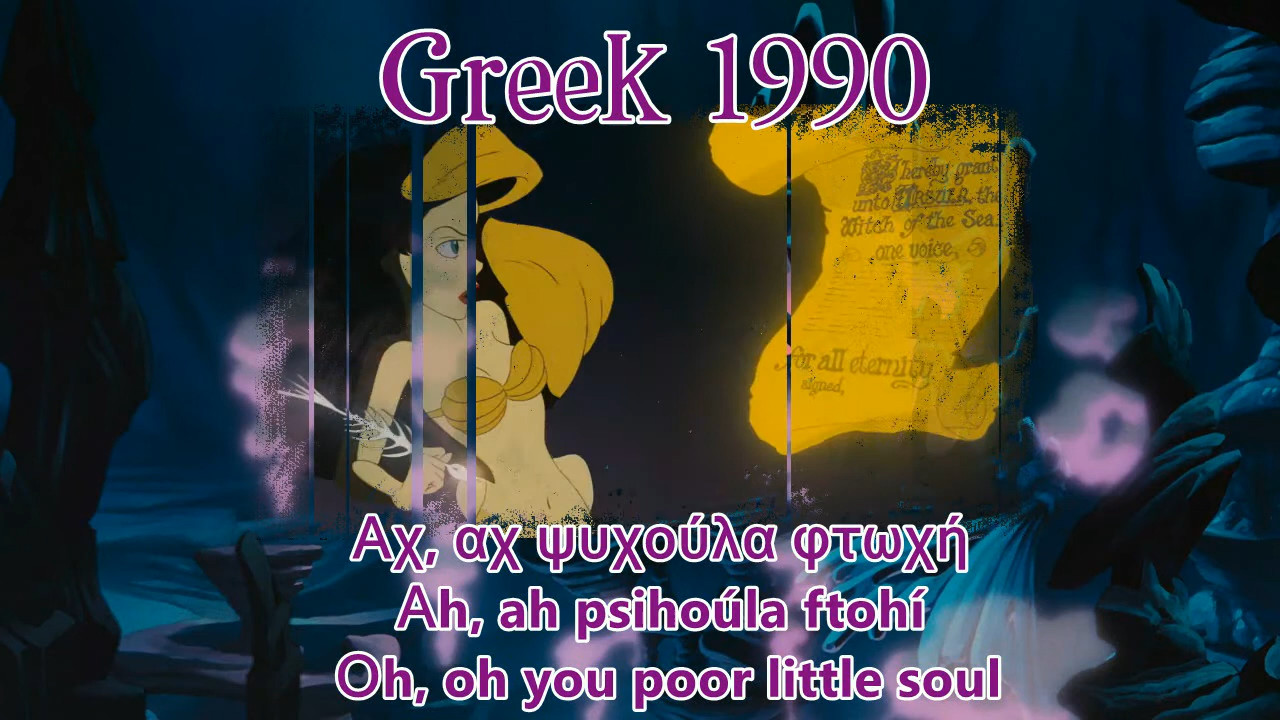 Greek 1990
hereby grant
unto URSULA, the
Witch of the Sea,
one voice,
for all eternity
signed,
Αχ, αχ ψυχούλα φτωχή
Ah, ah psihoúla ftohí
Oh, oh you poor little soul